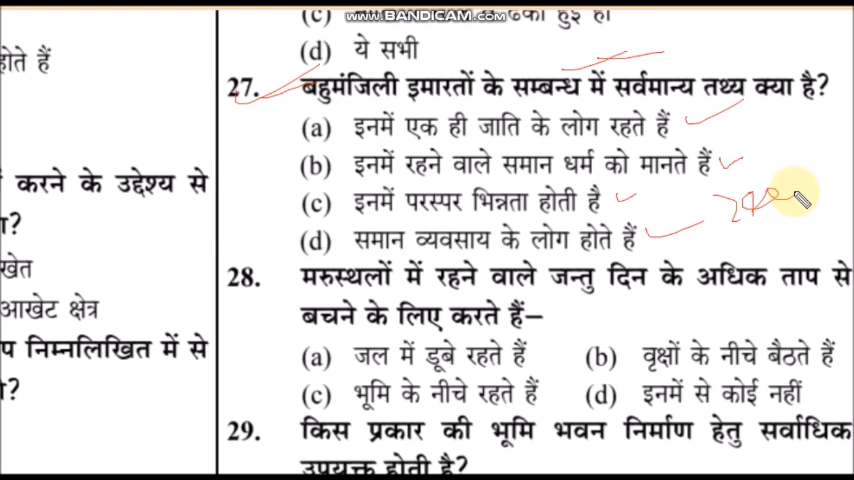 www.BANDICAM.com
(d) ये सभी
होते हैं
27. बहुमंजिली इमारतों के सम्बन्ध में सर्वमान्य तथ्य क्या है?
(a) इनमें एक ही जाति के लोग रहते हैं
(b) इनमें रहने वाले समान धर्म को मानते हैं
करने के उद्देश्य से
(c) इनमें परस्पर भिन्नता होती है
(d) समान व्यवसाय के लोग होते हैं
खेत
28. मरुस्थलों में रहने वाले जन्तु दिन के अधिक ताप से
आखेट क्षेत्र
बचने के लिए करते हैं–
निम्नलिखित में से
(a) जल में डूबे रहते हैं (b) वृक्षों के नीचे बैठते हैं
(c) भूमि के नीचे रहते हैं (d) इनमें से कोई नहीं
29. किस प्रकार की भूमि भवन निर्माण हेतु सर्वाधिक
उपयुक्त होती है?